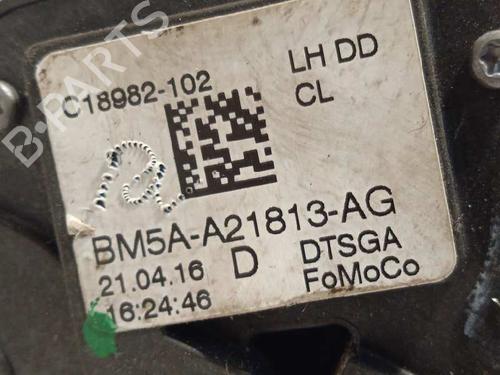 C18982-102
LH DD
CL
BM5A-A21813-AG
21.04.16
D
DTSGA
16:24:46
FoMoCo
B-PARTS